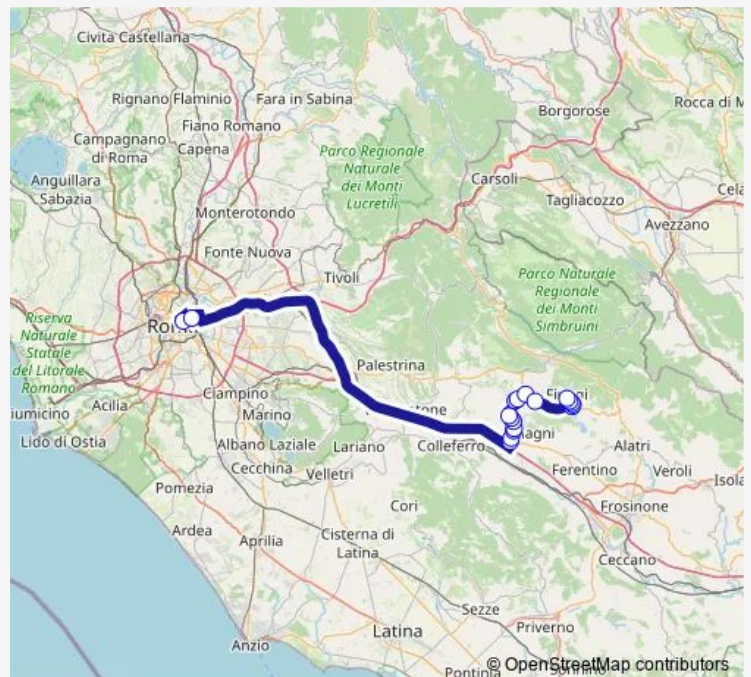 Civita Castellana
Rignano Flaminio
Fara in Sabina
Borgorose
Rocca di M
Fiano Romano
Campagnano
di Roma
Capena
Parco Regionale
Naturale
dei Monti
Lucretili
Carsoli
Anguillara
Sabazia
Cela
Tagliacozzo
Monterotondo
Avezzano
Fonte Nuova
Tivoli
Parco Naturale
Regionale
dei Monti
Simbruini
Riserva
Naturale
Statale
del Litorale
Romano
Palestrina
Ciampino
iumicino
Acilia
Marino
Lido di Ostia
Albano Laziale
Lariano
Colleferro
Alatri
Cecchina
Velletri
Ferentino
Veroli
Isola
Pomezia
Cori
Frosinone
Ardea
Aprilia
Cisterna di
Latina
Ceccano
Sezze
Priverno
Latina
Anzio
© OpenStreetMap contributors